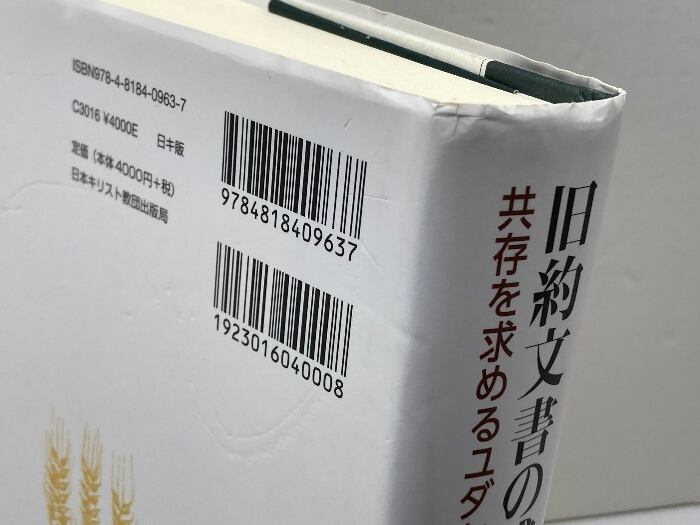 ISBN978-4-8184-0963-7
C3016 ¥4000E 日キ販
定価(本体4000円+税)
日本キリスト教団出版局
9784818409637
1923016040008
旧約文書の
共存を求めるユダ